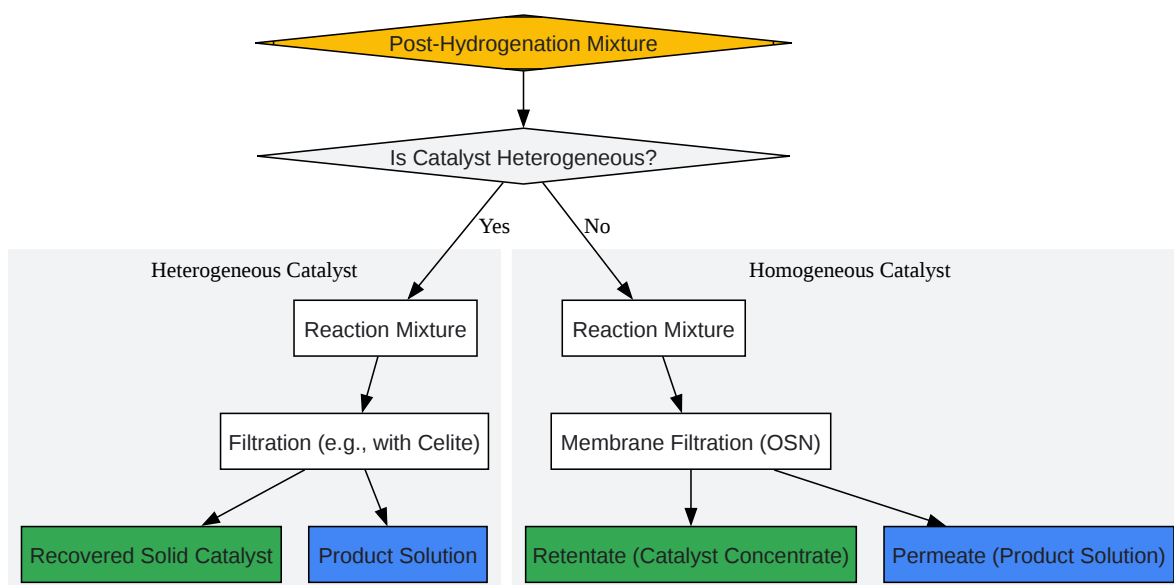 Post-Hydrogenation Mixture
Is Catalyst Heterogeneous?
Yes
No
Heterogeneous Catalyst
Homogeneous Catalyst
Reaction Mixture
Reaction Mixture
Filtration (e.g., with Celite)
Membrane Filtration (OSN)
Recovered Solid Catalyst
Product Solution
Retentate (Catalyst Concentrate)
Permeate (Product Solution)